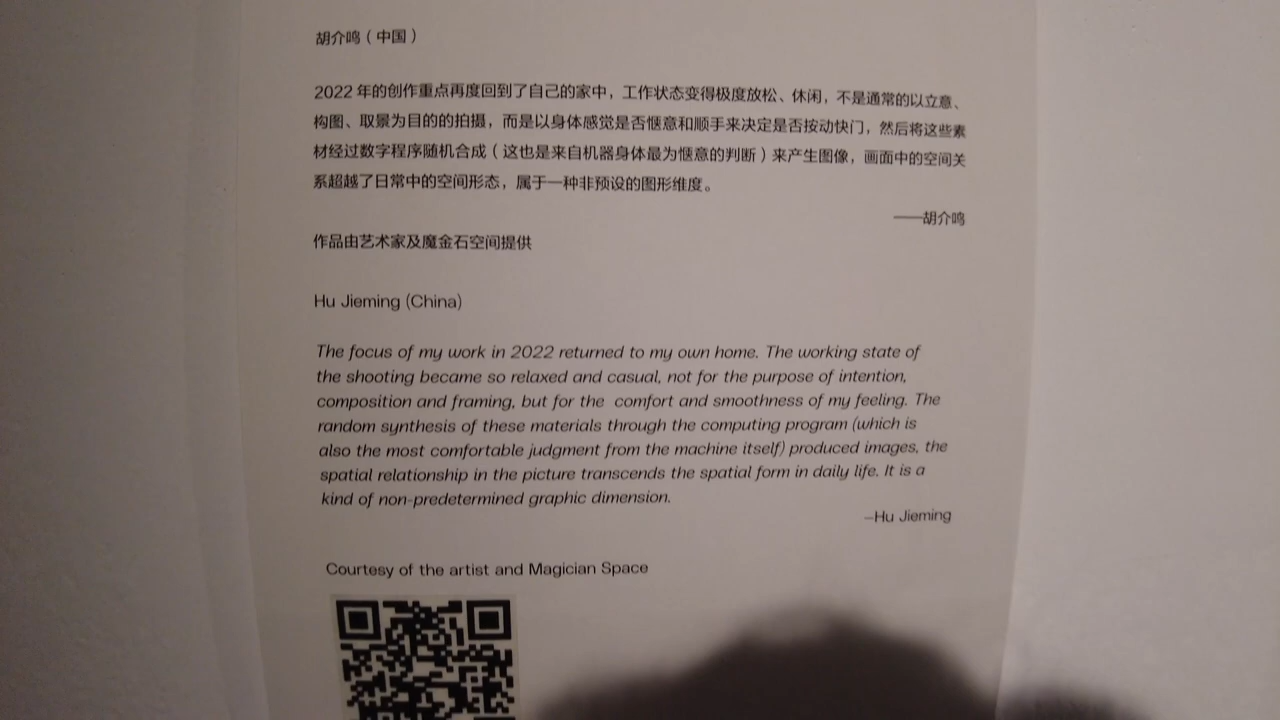 胡介鸣（中国）
2022 年的创作重点再度回到了自己的家中，工作状态变得极度放松、休闲，不是通常的以立意、
构图、取景为目的的拍摄，而是以身体感觉是否惬意和顺手来决定是否按动快门，然后将这些素
材经过数字程序随机合成（这也是来自机器身体最为惬意的判断）来产生图像，画面中的空间关
系超越了日常中的空间形态，属于一种非预设的图形维度。
——胡介鸣
作品由艺术家及魔金石空间提供
Hu Jieming (China)
The focus of my work in 2022 returned to my own home. The working state of
the shooting became so relaxed and casual, not for the purpose of intention,
composition and framing, but for the comfort and smoothness of my feeling. The
random synthesis of these materials through the computing program (which is
also the most comfortable judgment from the machine itself) produced images, the
spatial relationship in the picture transcends the spatial form in daily life. It is a
kind of non-predetermined graphic dimension.
–Hu Jieming
Courtesy of the artist and Magician Space